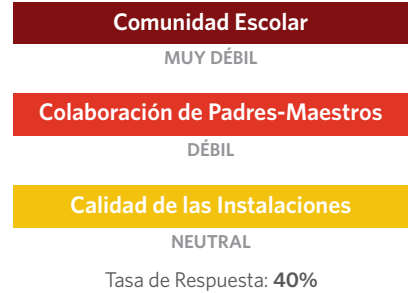 Comunidad Escolar
MUY DÉBIL
Colaboración de Padres-Maestros
DÉBIL
Calidad de las Instalaciones
NEUTRAL
Tasa de Respuesta: 40%